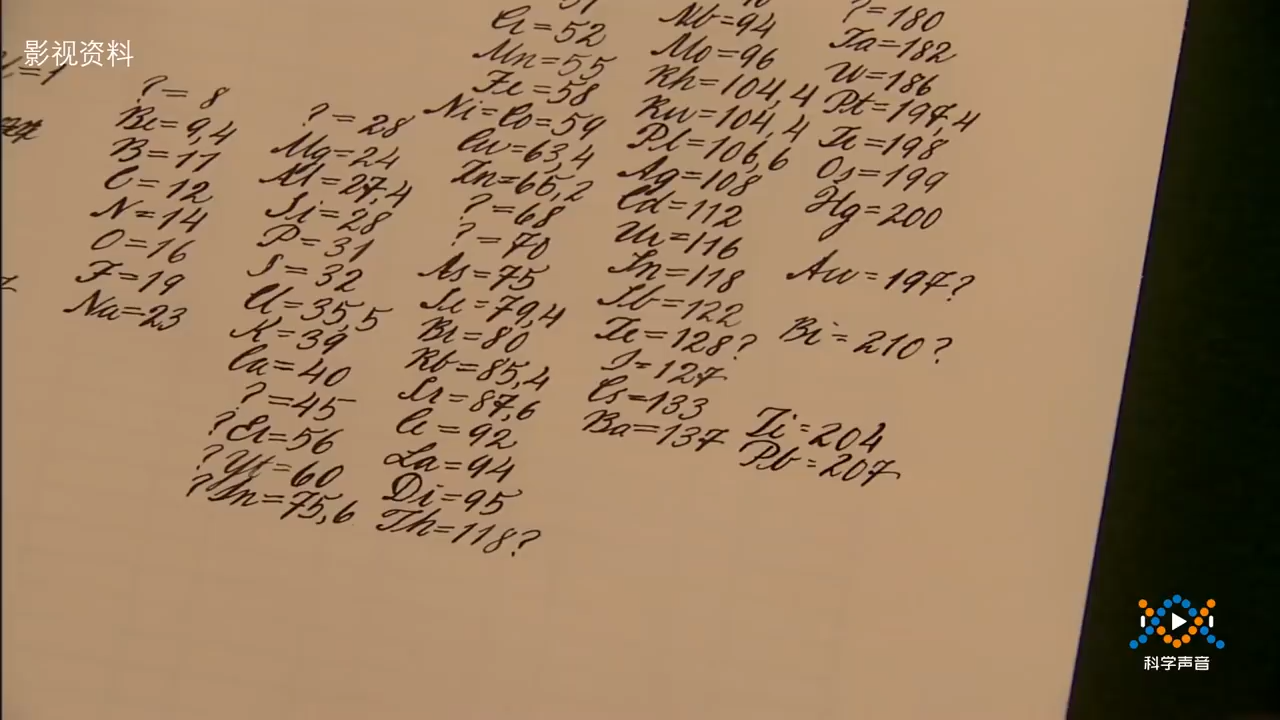 影视资料
? = 8
Be=9,4
B=11
C=12
N=14
O=16
F=19
Na=23
? = 28
Mg=24
Al=27,4
Si=28
P=31
S=32
Cl=35,5
K=39
Ca=40
?=45
?Er=56
?Yt=60
?In=75,6
Cr=52
Mn=55
Fe=58
Ni=Co=59
Cu=63,4
Zn=65,2
?=68
?=70
As=75
Se=79,4
Br=80
Rb=85,4
Sr=87,6
Ce=92
La=94
Di=95
Th=118?
Nb=94
Mo=96
Rh=104,4
Ru=104,4
Pl=106,6
Ag=108
Cd=112
Ur=116
Sn=118
Sb=122
Te=128?
J=127
Cs=133
Ba=137
?=180
Ta=182
W=186
Pt=197,4
Ir=198
Os=199
Hg=200
Au=197?
Bi=210?
Tl=204
Pb=207
科学声音